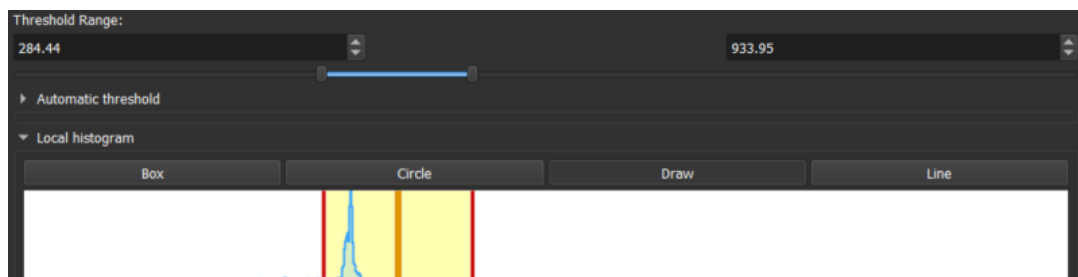 Threshold Range:
284.44 933.95
Automatic threshold
Local histogram
Box Circle Draw Line